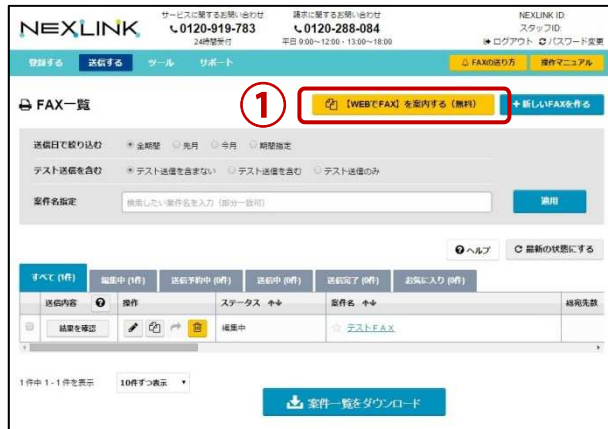 NEXLINK
サービスに関するお問い合わせ
0120-919-783
24時間受付
請求に関するお問い合わせ
0120-288-084
平日 9:00～12:00・13:00～18:00
NEXLINK ID:
スタッフID:
ログアウト パスワード変更
登録する 送信する ツール サポート
FAXの送り方 操作マニュアル
FAX一覧
①
【WEBでFAX】を案内する（無料）
+新しいFAXを作る
送信日で絞り込む 全期間 先月 今月 期間指定
テスト送信を含む テスト送信を含まない テスト送信を含む テスト送信のみ
案件名指定 検索したい案件名を入力（部分一致可） 適用
?ヘルプ 最新の状態にする
すべて (1件) 編集中 (1件) 送信予約中 (0件) 送信中 (0件) 送信完了 (0件) お気に入り (0件)
送信内容 ? 操作 ステータス ↑↓ 案件名 ↑↓ 総宛先数
結果を確認 編集中 ☆ テストFAX
1件中 1 - 1 件を表示 10件ずつ表示
案件一覧をダウンロード